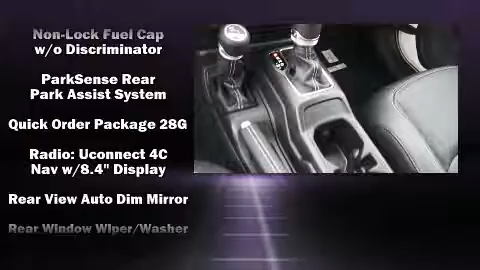 Non-Lock Fuel Cap
w/o Discriminator
ParkSense Rear
Park Assist System
Quick Order Package 28G
Radio: Uconnect 4C
Nav w/8.4" Display
Rear View Auto Dim Mirror
Rear Window Wiper/Washer